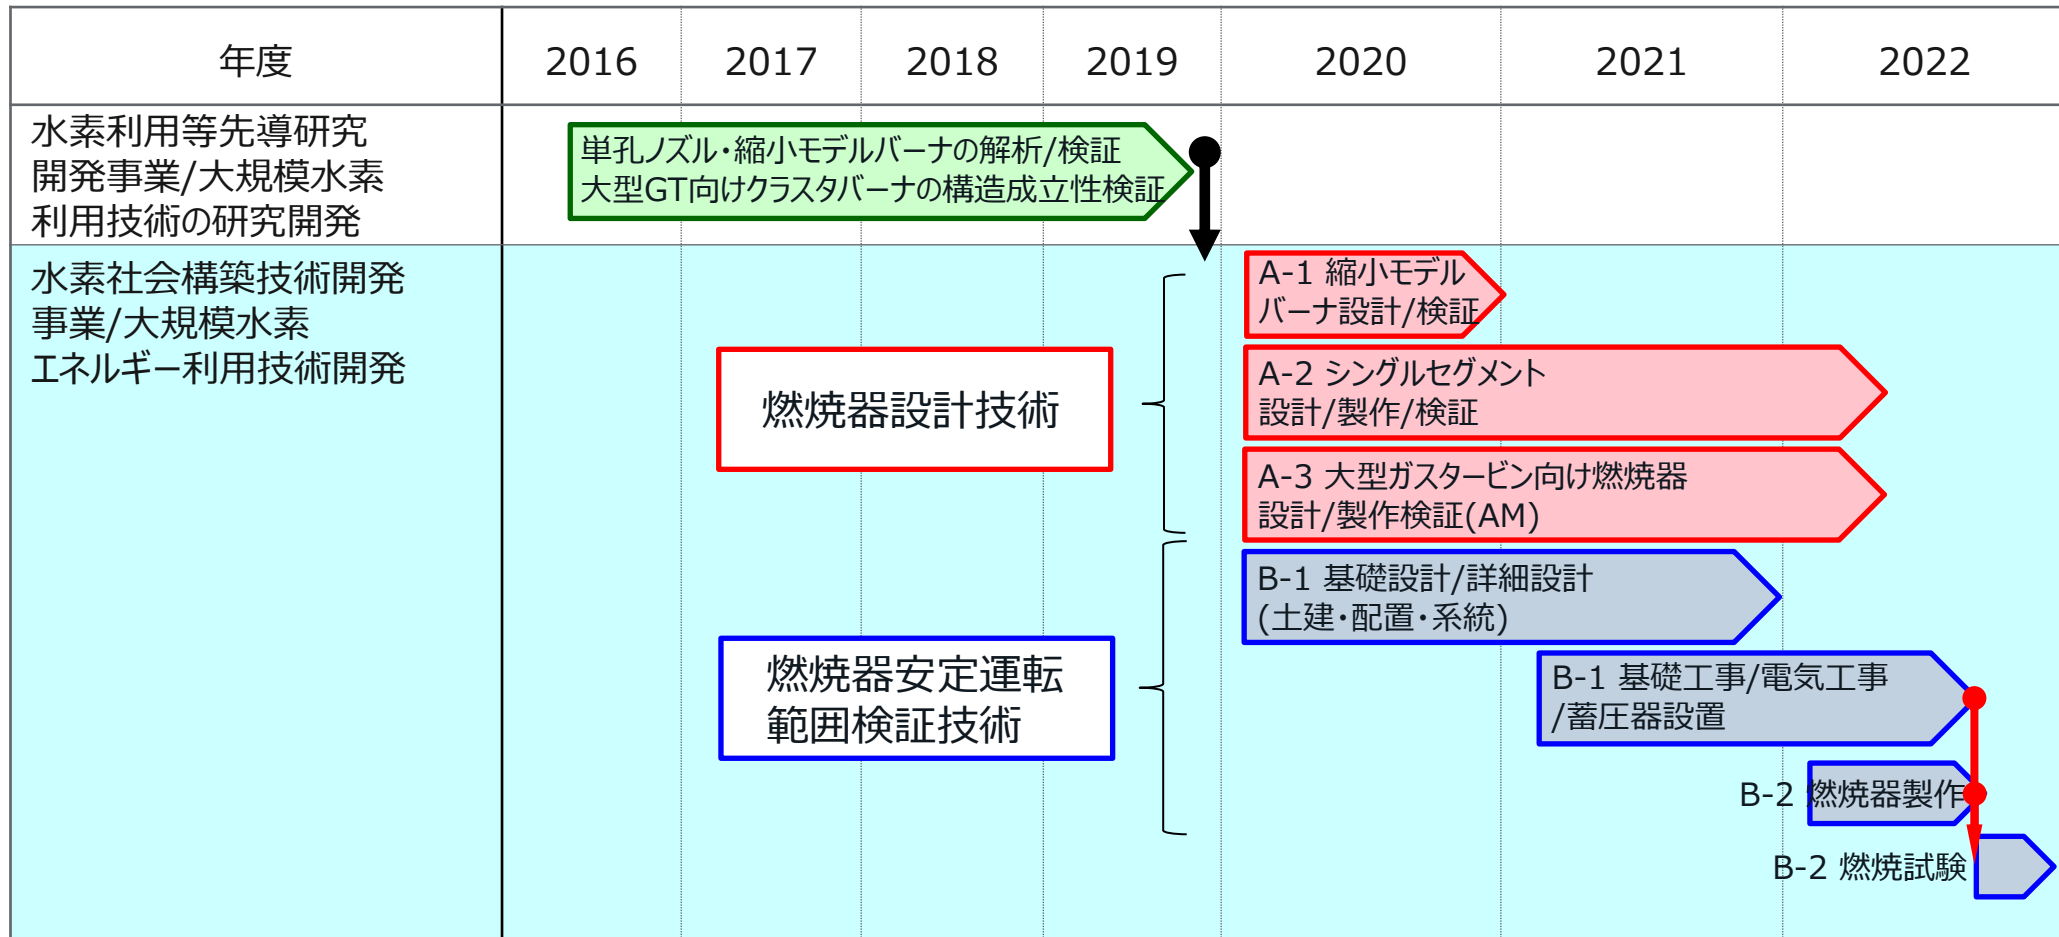 年度
2016
2017
2018
2019
2020
2021
2022
水素利用等先導研究
開発事業/大規模水素
利用技術の研究開発
単孔ノズル・縮小モデルバーナの解析/検証
大型GT向けクラスタバーナの構造成立性検証
水素社会構築技術開発
事業/大規模水素
エネルギー利用技術開発
燃焼器設計技術
A-1 縮小モデル
バーナ設計/検証
A-2 シングルセグメント
設計/製作/検証
A-3 大型ガスタービン向け燃焼器
設計/製作検証(AM)
燃焼器安定運転
範囲検証技術
B-1 基礎設計/詳細設計
(土建・配置・系統)
B-1 基礎工事/電気工事
/蓄圧器設置
B-2 燃焼器製作
B-2 燃焼試験